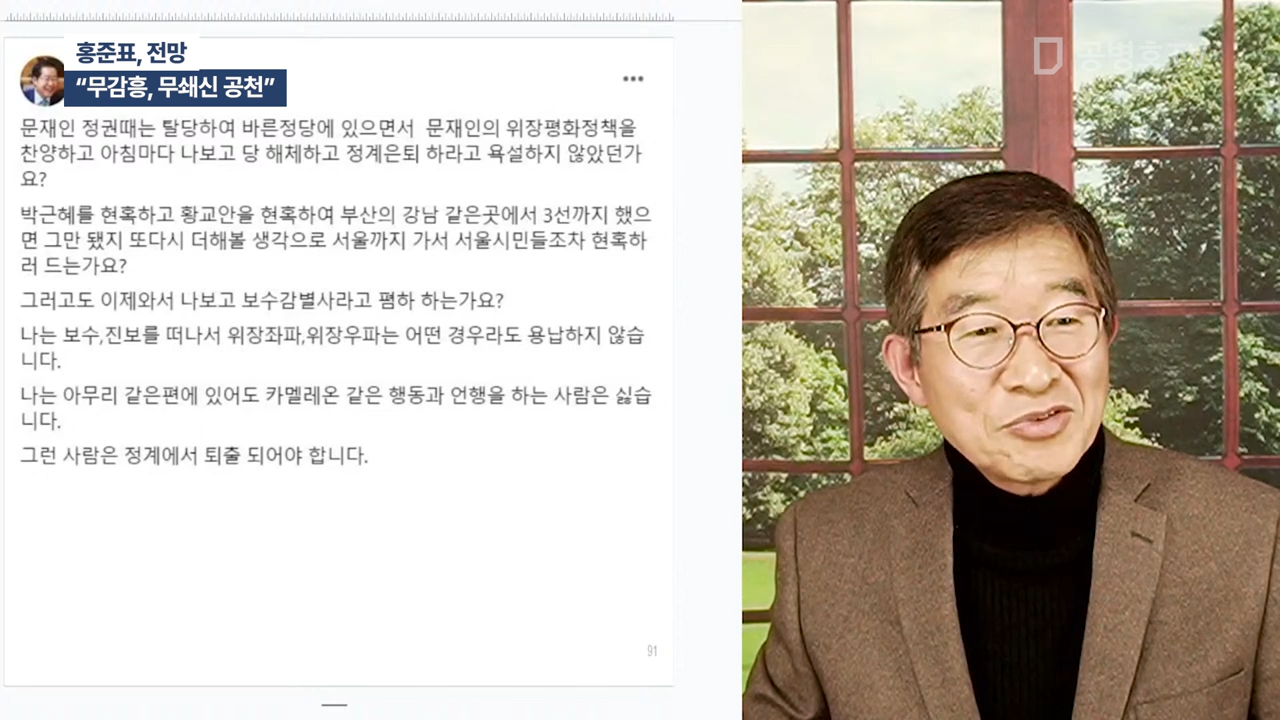 홍준표, 전망
“무감흥, 무쇄신 공천”
문재인 정권때는 탈당하여 바른정당에 있으면서 문재인의 위장평화정책을
찬양하고 아침마다 나보고 당 해체하고 정계은퇴 하라고 욕설하지 않았던가
요?
박근혜를 현혹하고 황교안을 현혹하여 부산의 강남 같은곳에서 3선까지 했으
면 그만 됐지 또다시 더해볼 생각으로 서울까지 가서 서울시민들조차 현혹하
러 드는가요?
그러고도 이제와서 나보고 보수감별사라고 폄하 하는가요?
나는 보수,진보를 떠나서 위장좌파,위장우파는 어떤 경우라도 용납하지 않습
니다.
나는 아무리 같은편에 있어도 카멜레온 같은 행동과 언행을 하는 사람은 싫습
니다.
그런 사람은 정계에서 퇴출 되어야 합니다.
91
공병호